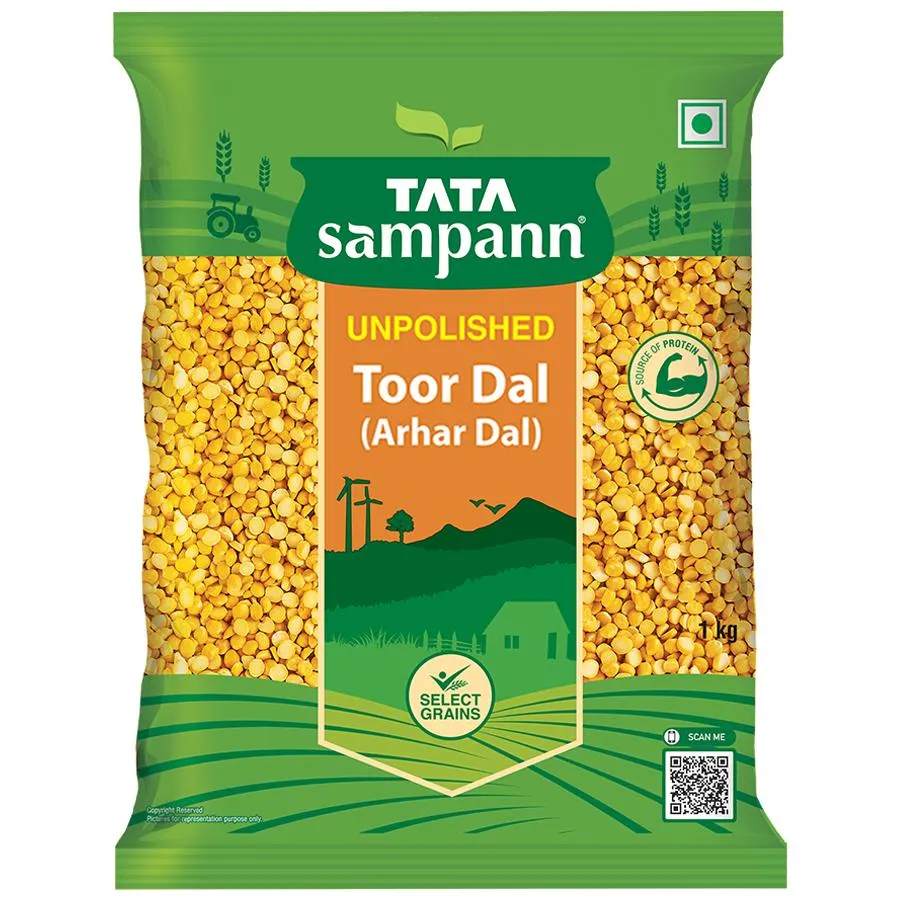 TATA
sampann®
UNPOLISHED
Toor Dal
(Arhar Dal)
SOURCE OF PROTEIN
1 kg
SELECT
GRAINS
SCAN ME
Copyright Reserved
Pictures for representation purpose only.